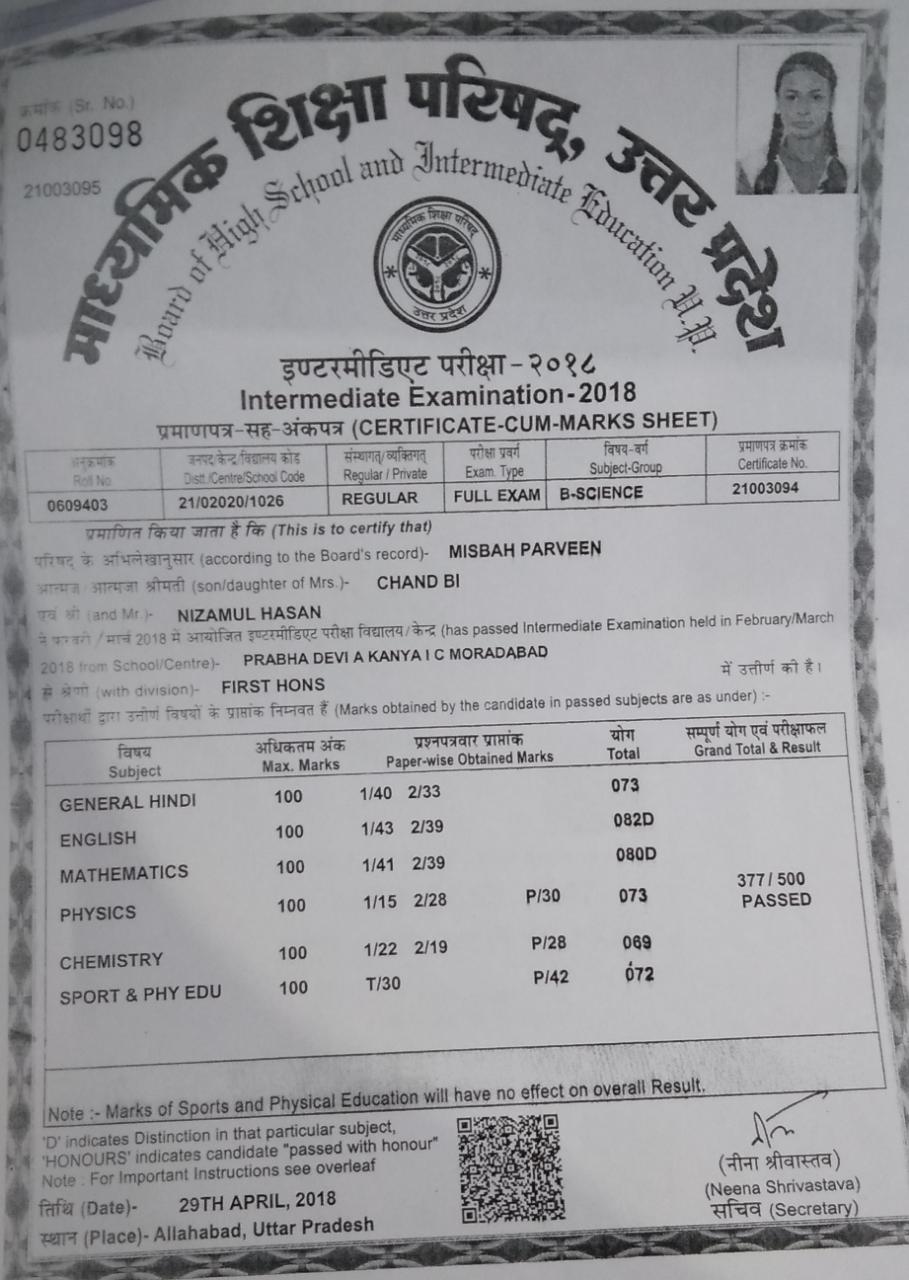 क्रमांक (Sr. No.)
0483098
21003095
माध्यमिक शिक्षा परिषद्, उत्तर प्रदेश
Board of High School and Intermediate Education U.P.
माध्यमिक शिक्षा परिषद्
उत्तर प्रदेश
इण्टरमीडिएट परीक्षा - २०१८
Intermediate Examination - 2018
प्रमाणपत्र-सह-अंकपत्र (CERTIFICATE-CUM-MARKS SHEET)
अनुक्रमांक जनपद/केन्द्र/विद्यालय कोड संस्थागत्/व्यक्तिगत् परीक्षा प्रवर्ग विषय-वर्ग प्रमाणपत्र क्रमांक
Roll No Distt./Centre/School Code Regular / Private Exam. Type Subject-Group Certificate No.
0609403 21/02020/1026 REGULAR FULL EXAM B-SCIENCE 21003094
प्रमाणित किया जाता है कि (This is to certify that)
परिषद के अभिलेखानुसार (according to the Board's record)- MISBAH PARVEEN
आत्मज/आत्मजा श्रीमती (son/daughter of Mrs.)- CHAND BI
एवं श्री (and Mr.)- NIZAMUL HASAN
ने फरवरी/मार्च 2018 में आयोजित इण्टरमीडिएट परीक्षा विद्यालय/केन्द्र (has passed Intermediate Examination held in February/March
2018 from School/Centre)- PRABHA DEVI A KANYA I C MORADABAD
से श्रेणी (with division)- FIRST HONS में उत्तीर्ण की है।
परीक्षार्थी द्वारा उत्तीर्ण विषयों के प्राप्तांक निम्नवत हैं (Marks obtained by the candidate in passed subjects are as under) :-
विषय अधिकतम अंक प्रश्नपत्रवार प्राप्तांक योग सम्पूर्ण योग एवं परीक्षाफल
Subject Max. Marks Paper-wise Obtained Marks Total Grand Total & Result
GENERAL HINDI 100 1/40 2/33 073
ENGLISH 100 1/43 2/39 082D
MATHEMATICS 100 1/41 2/39 080D
PHYSICS 100 1/15 2/28 P/30 073 377 / 500 PASSED
CHEMISTRY 100 1/22 2/19 P/28 069
SPORT & PHY EDU 100 T/30 P/42 072
Note :- Marks of Sports and Physical Education will have no effect on overall Result.
'D' indicates Distinction in that particular subject,
'HONOURS' indicates candidate "passed with honour"
Note : For Important Instructions see overleaf
तिथि (Date)- 29TH APRIL, 2018
स्थान (Place)- Allahabad, Uttar Pradesh
(नीना श्रीवास्तव)
(Neena Shrivastava)
सचिव (Secretary)